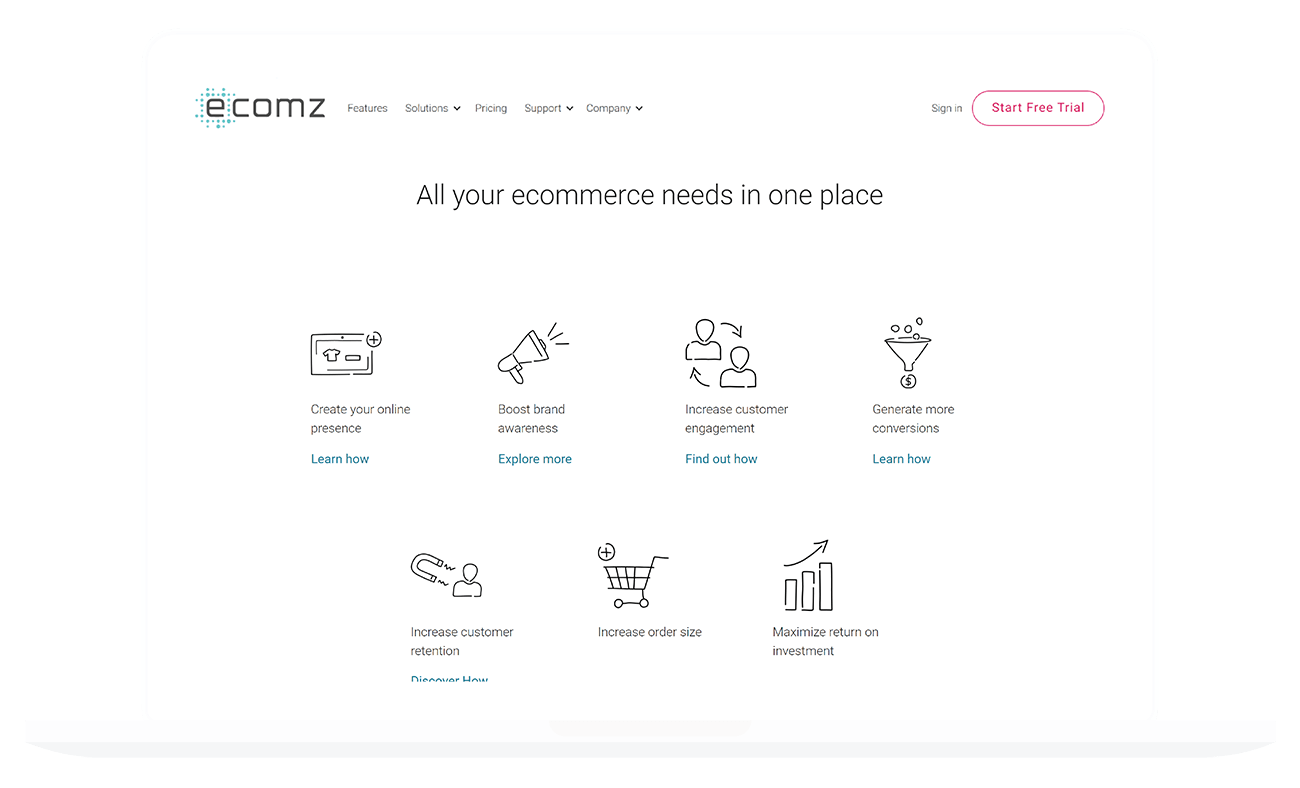 ecomz Features Solutions Pricing Support Company Sign in Start Free Trial
All your ecommerce needs in one place
Create your online
presence
Learn how
Boost brand
awareness
Explore more
Increase customer
engagement
Find out how
Generate more
conversions
Learn how
$
Increase customer
retention
Discover How
Increase order size
Maximize return on
investment